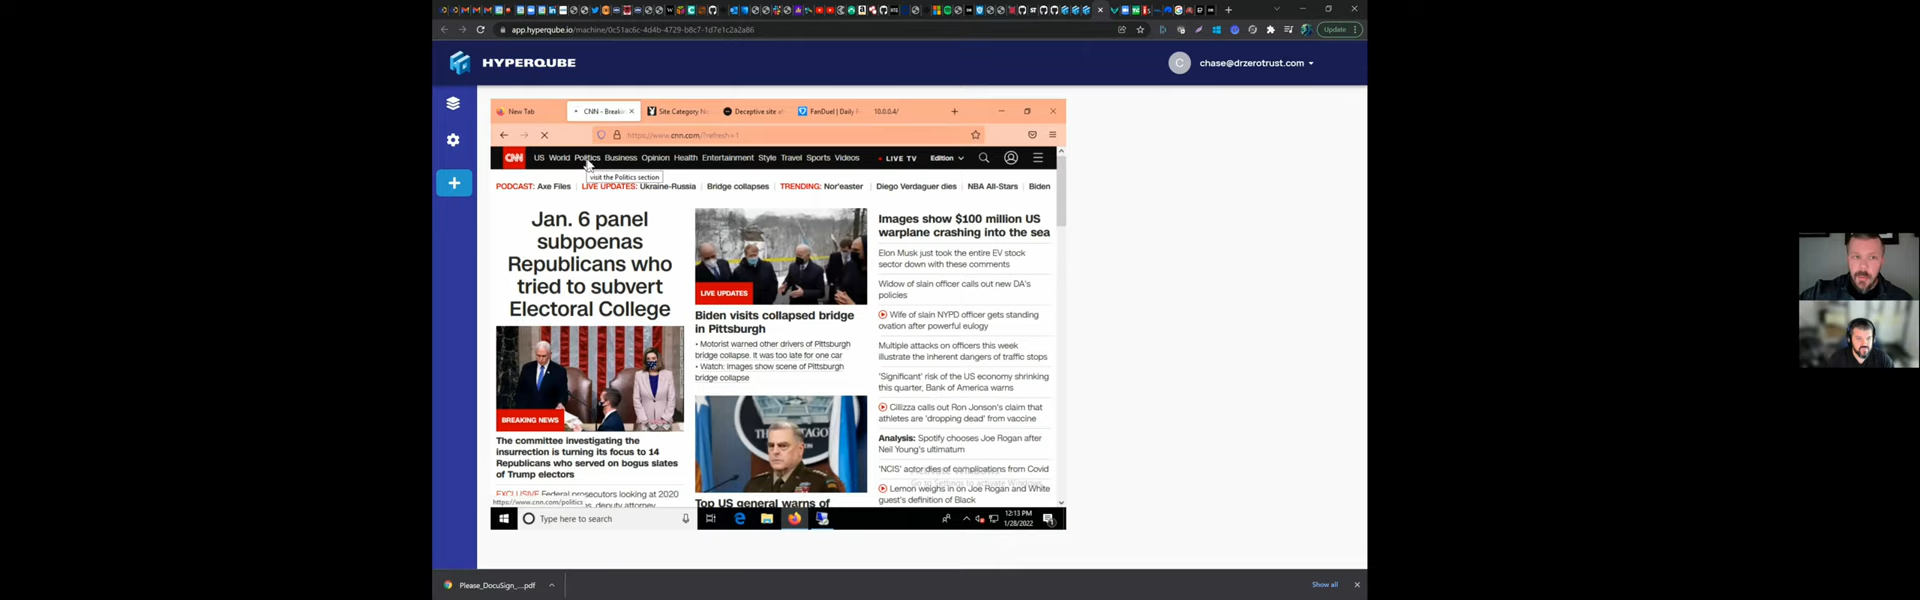 app.hyperqube.io/machine/0c51ac6c-4d4b-4729-b8c7-1d7e1c2a2a86
Update
HYPERQUBE
C
chase@drzerotrust.com
New Tab
CNN - Breakin
Site Category No
Deceptive site a
FanDuel | Daily F
10.0.0.4/
https://www.cnn.com/?refresh=1
CNN
US World Politics Business Opinion Health Entertainment Style Travel Sports Videos
LIVE TV
Edition
visit the Politics section
PODCAST: Axe Files
LIVE UPDATES: Ukraine-Russia
Bridge collapses
TRENDING: Nor'easter
Diego Verdaguer dies
NBA All-Stars
Biden
Jan. 6 panel
subpoenas
Republicans who
tried to subvert
Electoral College
BREAKING NEWS
The committee investigating the
insurrection is turning its focus to 14
Republicans who served on bogus slates
of Trump electors
EXCLUSIVE Federal prosecutors looking at 2020
deputy attorney
https://www.cnn.com/politics
LIVE UPDATES
Biden visits collapsed bridge
in Pittsburgh
• Motorist warned other drivers of Pittsburgh
bridge collapse. It was too late for one car
• Watch: Images show scene of Pittsburgh
bridge collapse
Top US general warns of
Images show $100 million US
warplane crashing into the sea
Elon Musk just took the entire EV stock
sector down with these comments
Widow of slain officer calls out new DA's
policies
Wife of slain NYPD officer gets standing
ovation after powerful eulogy
Multiple attacks on officers this week
illustrate the inherent dangers of traffic stops
'Significant' risk of the US economy shrinking
this quarter, Bank of America warns
Cillizza calls out Ron Jonson's claim that
athletes are 'dropping dead' from vaccine
Analysis: Spotify chooses Joe Rogan after
Neil Young's ultimatum
'NCIS' actor dies of complications from Covid
Go to Settings to activate Windows.
Lemon weighs in on Joe Rogan and White
guest's definition of Black
Type here to search
12:13 PM
1/28/2022
Please_DocuSign_....pdf
Show all